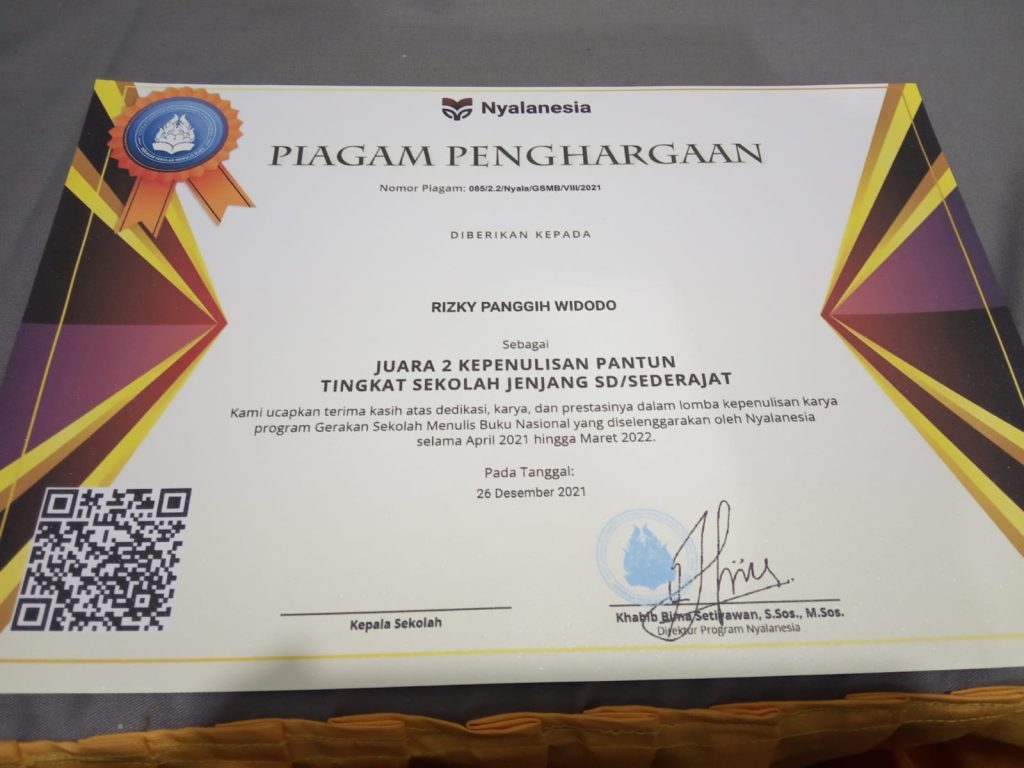 Nyalanesia
PIAGAM PENGHARGAAN
Nomor Piagam: 085/2.2/Nyala/GSMB/VIII/2021
DIBERIKAN KEPADA
RIZKY PANGGIH WIDODO
Sebagai
JUARA 2 KEPENULISAN PANTUN
TINGKAT SEKOLAH JENJANG SD/SEDERAJAT
Kami ucapkan terima kasih atas dedikasi, karya, dan prestasinya dalam lomba kepenulisan karya
program Gerakan Sekolah Menulis Buku Nasional yang diselenggarakan oleh Nyalanesia
selama April 2021 hingga Maret 2022.
Pada Tanggal:
26 Desember 2021
Kepala Sekolah
Khabib Bima Setiyawan, S.Sos., M.Sos.
Direktur Program Nyalanesia